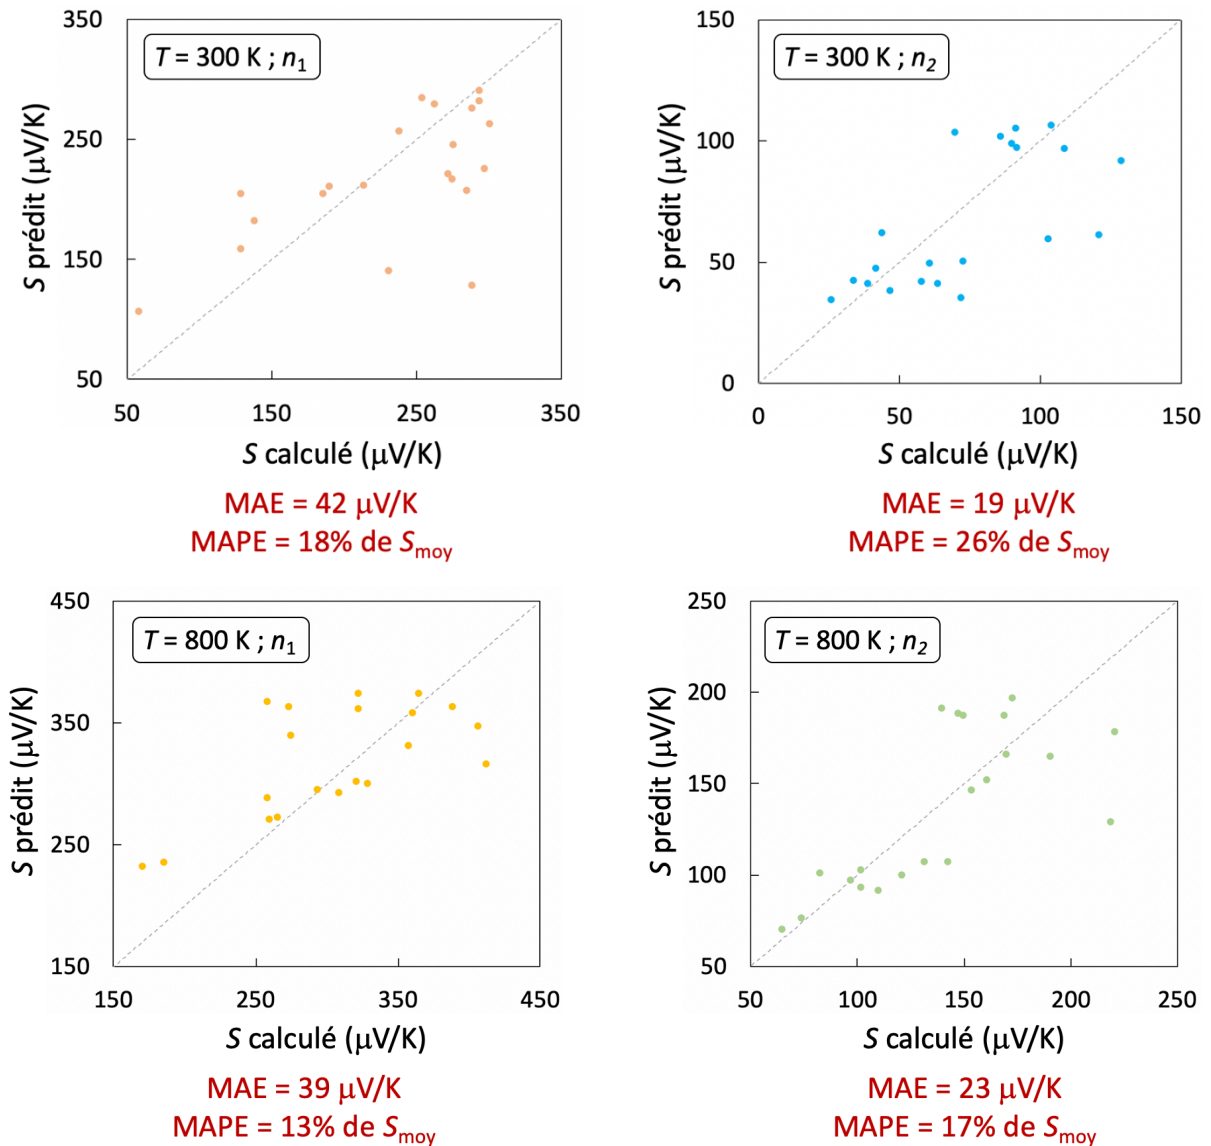 350
T = 300 K ; n1
250
150
50
S prédit (μV/K)
50 150 250 350
S calculé (μV/K)
MAE = 42 μV/K
MAPE = 18% de Smoy
150
T = 300 K ; n2
100
50
0
S prédit (μV/K)
0 50 100 150
S calculé (μV/K)
MAE = 19 μV/K
MAPE = 26% de Smoy
450
T = 800 K ; n1
350
250
150
S prédit (μV/K)
150 250 350 450
S calculé (μV/K)
MAE = 39 μV/K
MAPE = 13% de Smoy
250
T = 800 K ; n2
200
150
100
50
S prédit (μV/K)
50 100 150 200 250
S calculé (μV/K)
MAE = 23 μV/K
MAPE = 17% de Smoy